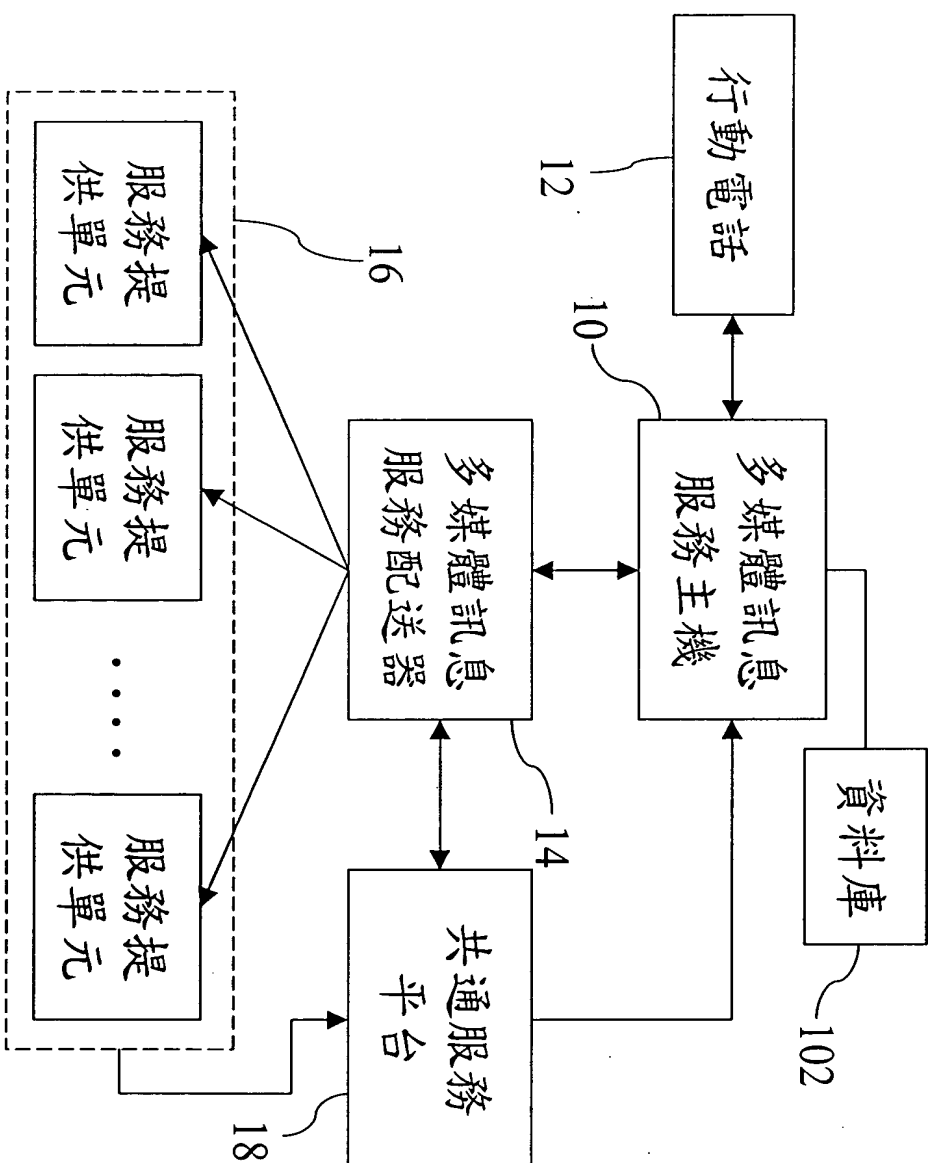 資料庫
102
行動電話
12
多媒體訊息
服務主機
10
多媒體訊息
服務配送器
14
共通服務
平台
18
16
服務提
供單元
服務提
供單元
....
服務提
供單元